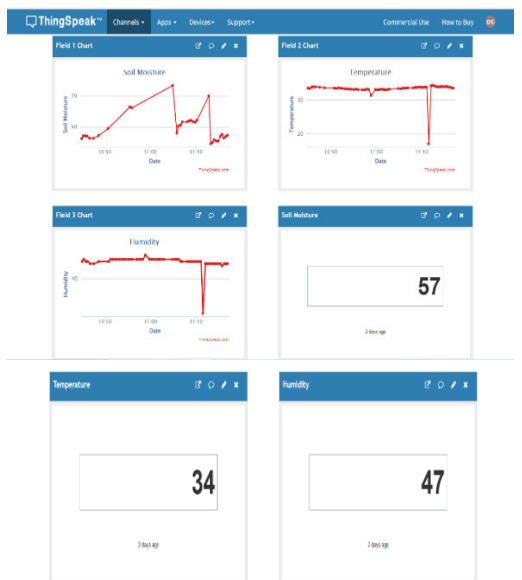 ThingSpeak™ Channels Apps Devices Support Commercial Use How to Buy OS
Field 1 Chart Field 2 Chart
Soil Moisture Temperature
Soil Moisture 70 50
Temperature 30 20
10:50 11:00 11:10 10:50 11:00 11:10
Date Date
ThingSpeak.com ThingSpeak.com
Field 3 Chart Soil Moisture
Humidity
Humidity 40
57
10:50 11:00 11:10
Date
2 days ago
ThingSpeak.com
Temperature Humidity
34 47
2 days ago 2 days ago